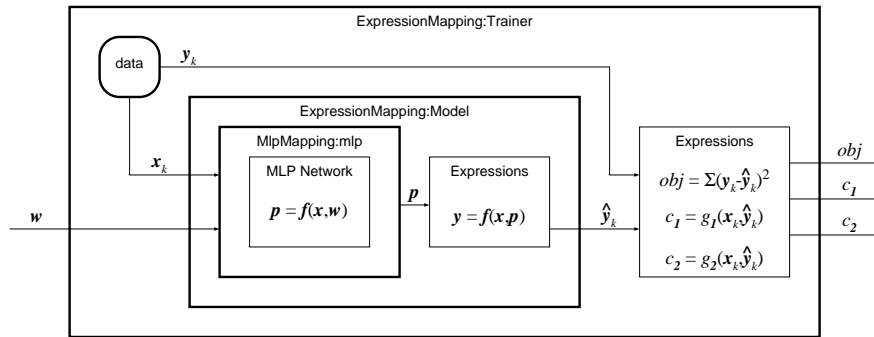 ExpressionMapping:Trainer
data
y_k
ExpressionMapping:Model
MlpMapping:mlp
Expressions
x_k
MLP Network
Expressions
obj = Σ(y_k-ŷ_k)²
obj
p
c_1
w
p = f(x,w)
y = f(x,p)
ŷ_k
c_1 = g_1(x_k,ŷ_k)
c_2
c_2 = g_2(x_k,ŷ_k)